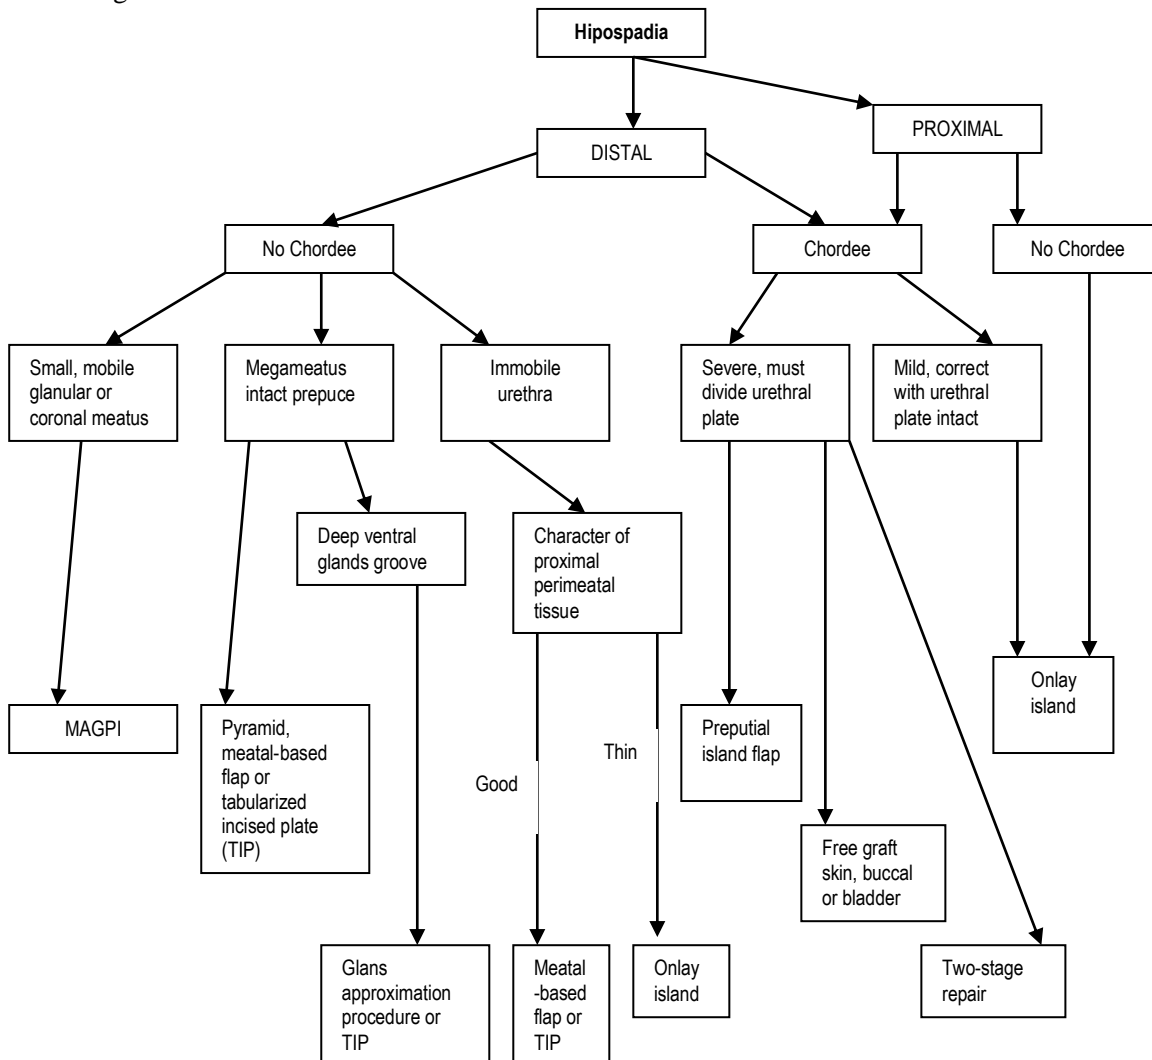 Hipospadia
DISTAL
PROXIMAL
No Chordee
Chordee
No Chordee
Small, mobile
glanular or
coronal meatus
Megameatus
intact prepuce
Immobile
urethra
Severe, must
divide urethral
plate
Mild, correct
with urethral
plate intact
Deep ventral
glands groove
Character of
proximal
perimeatal
tissue
MAGPI
Pyramid,
meatal-based
flap or
tabularized
incised plate
(TIP)
Good
Thin
Preputial
island flap
Onlay
island
Free graft
skin, buccal
or bladder
Glans
approximation
procedure or
TIP
Meatal
-based
flap or TIP
Onlay
island
Two-stage
repair